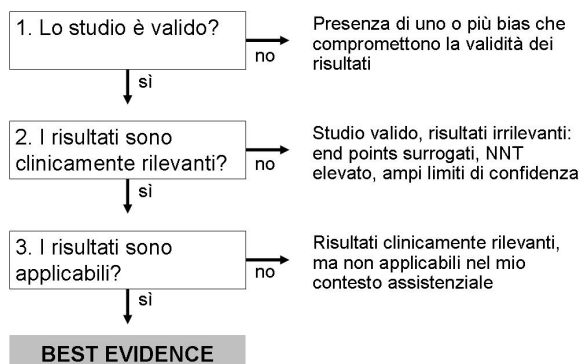 1. Lo studio è valido?
no
Presenza di uno o più bias che
compromettono la validità dei
risultati
sì
2. I risultati sono
clinicamente rilevanti?
no
Studio valido, risultati irrilevanti:
end points surrogati, NNT
elevato, ampi limiti di confidenza
sì
3. I risultati sono
applicabili?
no
Risultati clinicamente rilevanti,
ma non applicabili nel mio
contesto assistenziale
sì
BEST EVIDENCE